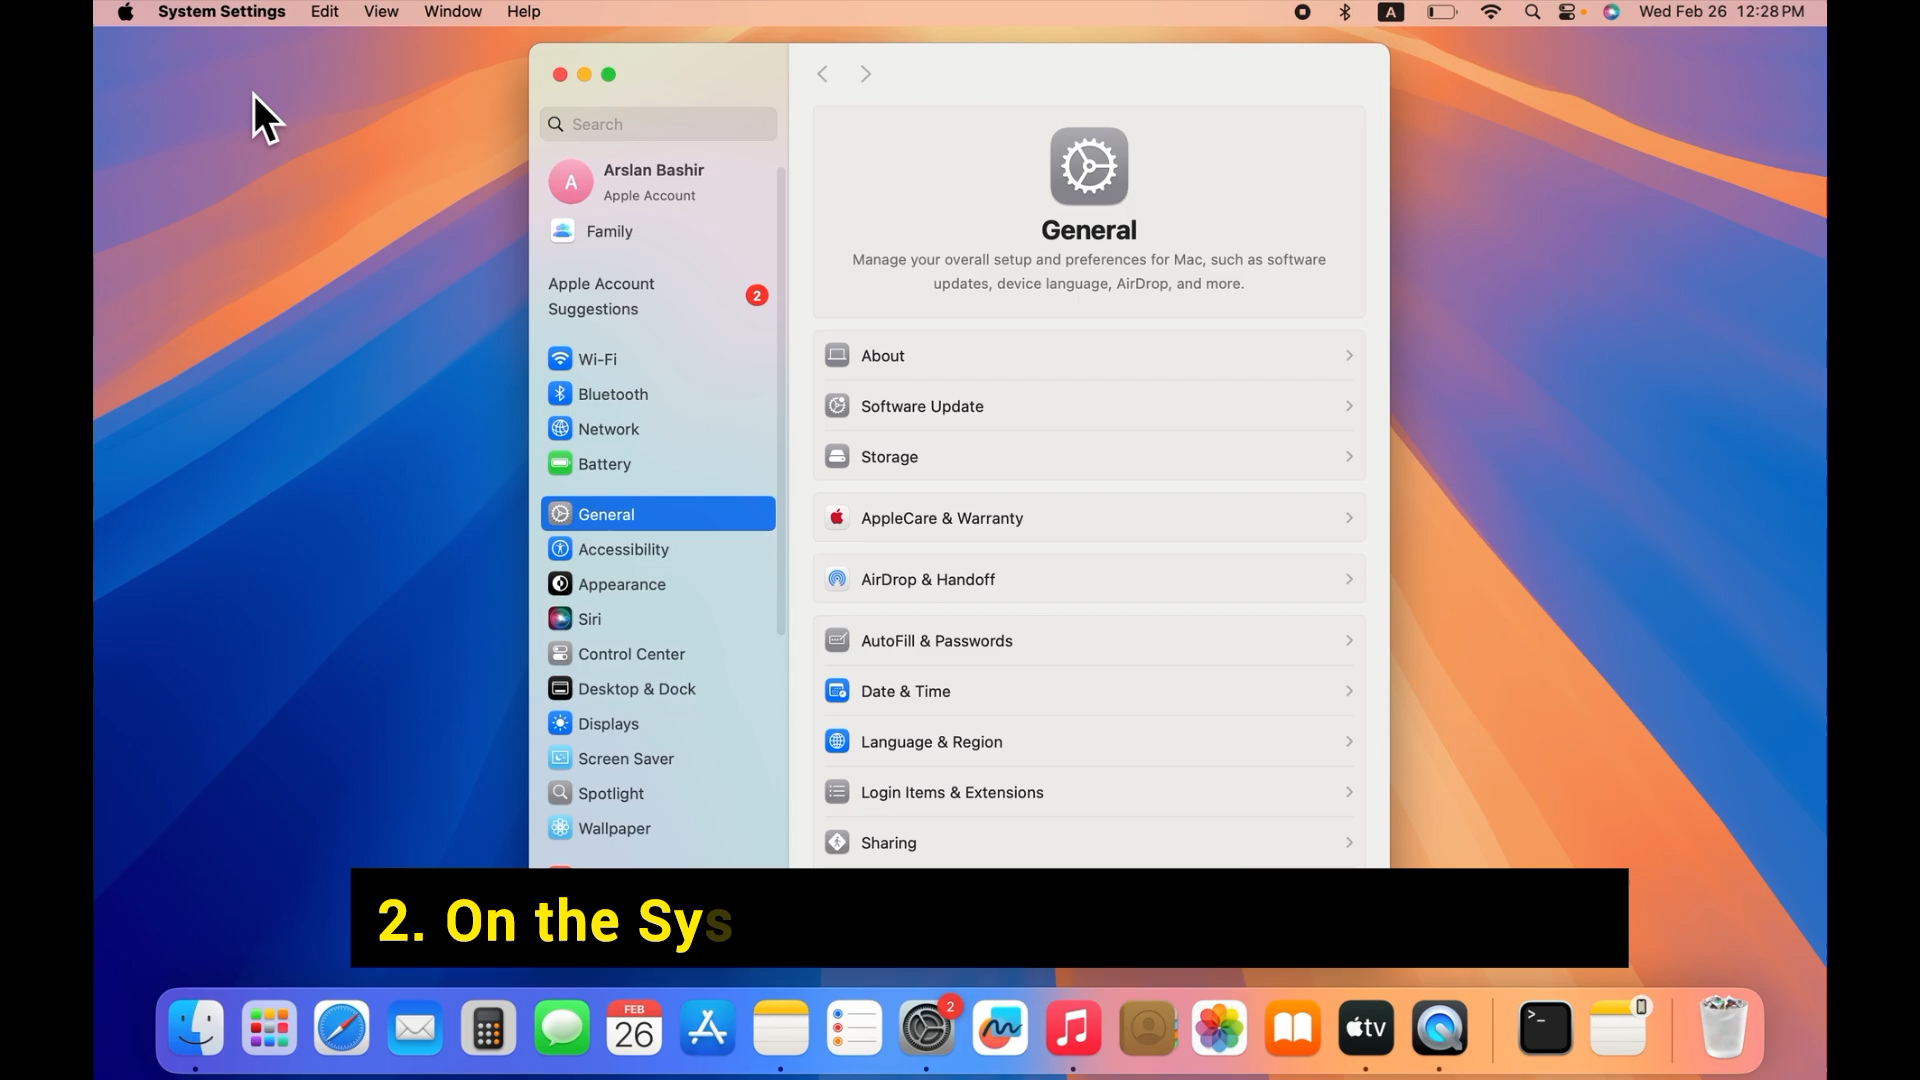 System Settings Edit View Window Help
A
Wed Feb 26 12:28 PM
Search
A
Arslan Bashir
Apple Account
Family
Apple Account
Suggestions
2
Wi-Fi
Bluetooth
Network
Battery
General
Accessibility
Appearance
Siri
Control Center
Desktop & Dock
Displays
Screen Saver
Spotlight
Wallpaper
General
Manage your overall setup and preferences for Mac, such as software
updates, device language, AirDrop, and more.
About
Software Update
Storage
AppleCare & Warranty
AirDrop & Handoff
AutoFill & Passwords
Date & Time
Language & Region
Login Items & Extensions
Sharing
2. On the Sys
FEB
26
2
tv
>_